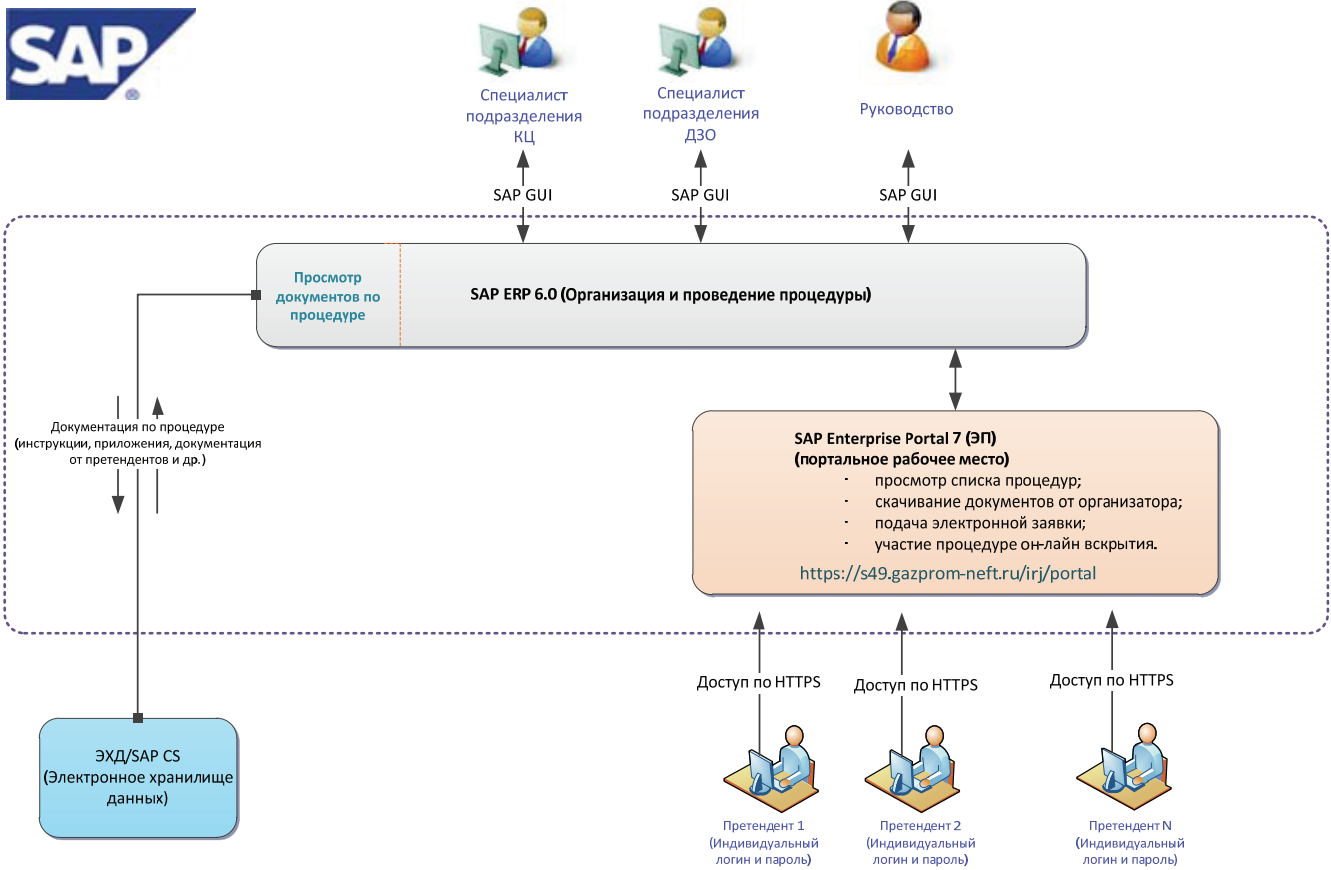 SAP
®
Специалист
подразделения
КЦ
Специалист
подразделения
ДЗО
Руководство
SAP GUI
SAP GUI
SAP GUI
Просмотр
документов по
процедуре
SAP ERP 6.0 (Организация и проведение процедуры)
Документация по процедуре
(инструкции, приложения, документация
от претендентов и др.)
SAP Enterprise Portal 7 (ЭП)
(портальное рабочее место)
- просмотр списка процедур;
- скачивание документов от организатора;
- подача электронной заявки;
- участие процедуре он-лайн вскрытия.
https://s49.gazprom-neft.ru/irj/portal
Доступ по HTTPS
Доступ по HTTPS
Доступ по HTTPS
ЭХД/SAP CS
(Электронное хранилище
данных)
Претендент 1
(Индивидуальный
логин и пароль)
Претендент 2
(Индивидуальный
логин и пароль)
Претендент N
(Индивидуальный
логин и пароль)